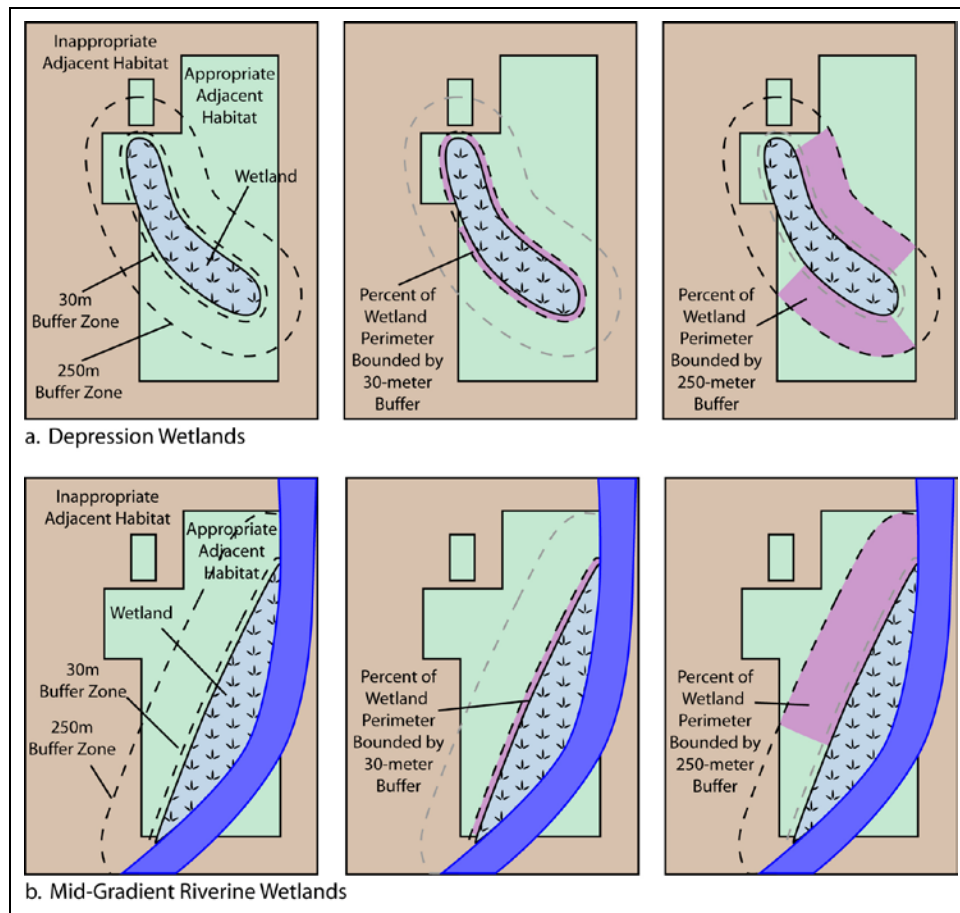 Inappropriate
Adjacent Habitat
Appropriate
Adjacent
Habitat
Wetland
30m
Buffer Zone
250m
Buffer Zone
Percent of
Wetland
Perimeter
Bounded by
30-meter
Buffer
Percent of
Wetland
Perimeter
Bounded by
250-meter
Buffer
a. Depression Wetlands
Inappropriate
Adjacent Habitat
Appropriate
Adjacent
Habitat
Wetland
30m
Buffer Zone
250m
Buffer Zone
Percent of
Wetland
Perimeter
Bounded by
30-meter
Buffer
Percent of
Wetland
Perimeter
Bounded by
250-meter
Buffer
b. Mid-Gradient Riverine Wetlands